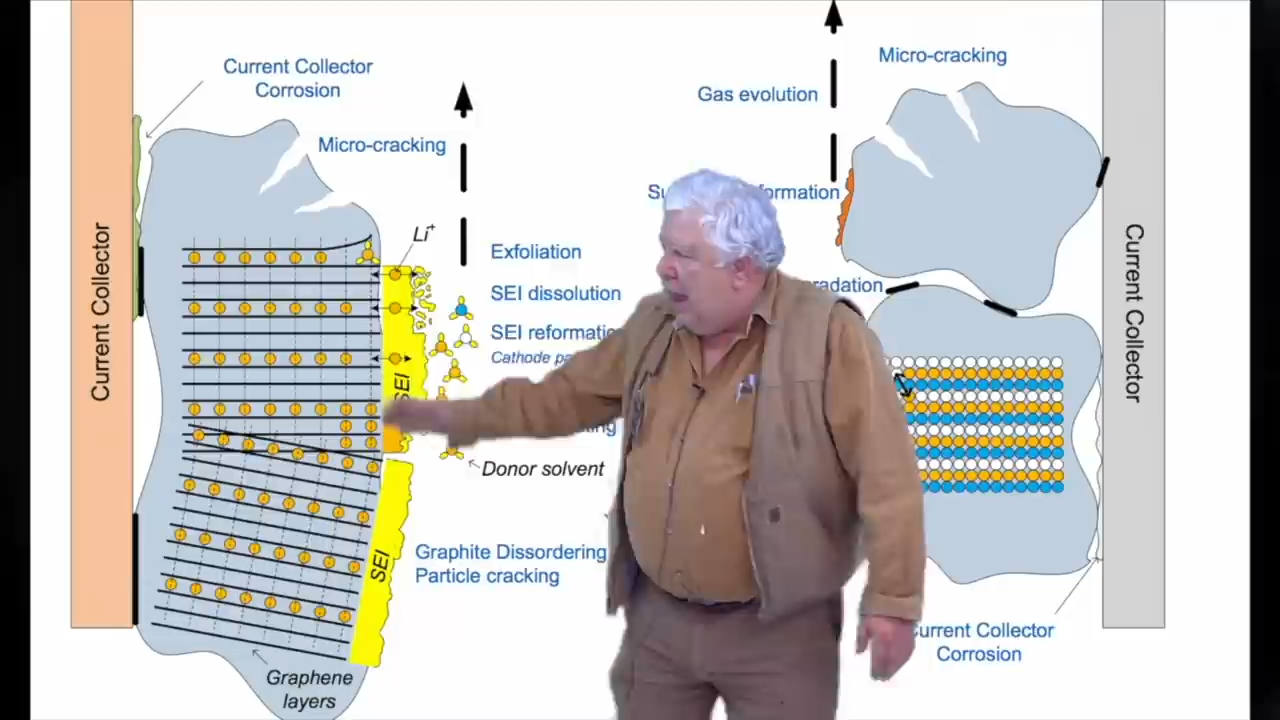 Current Collector
Corrosion
Micro-cracking
Current Collector
Li+
Exfoliation
SEI dissolution
SEI
Donor solvent
SEI
Graphite Dissordering
Particle cracking
Graphene
layers
Gas evolution
Micro-cracking
Current Collector
Current Collector
Corrosion